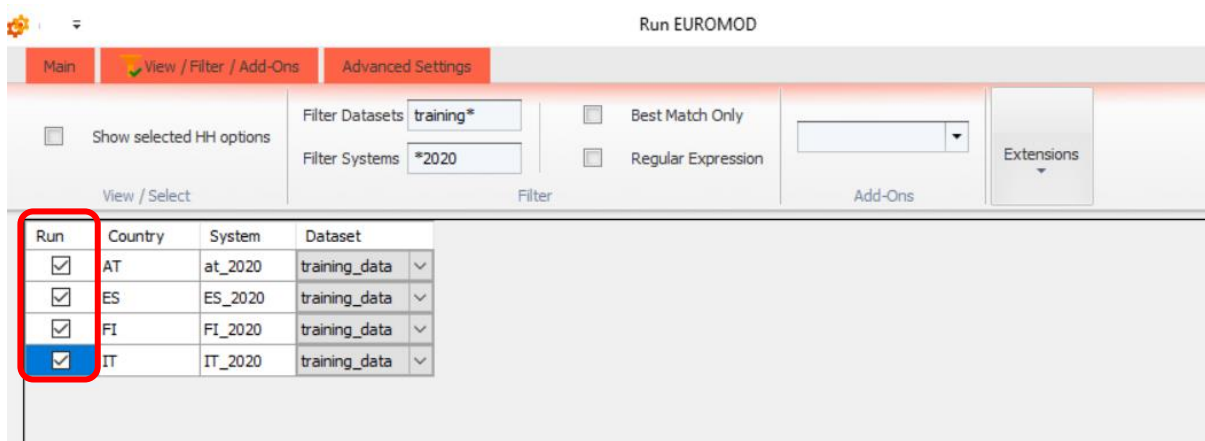 Run EUROMOD
Main View / Filter / Add-Ons Advanced Settings
Show selected HH options
Filter Datasets training*
Filter Systems *2020
Best Match Only
Regular Expression
Extensions
View / Select Filter Add-Ons
Run Country System Dataset
AT at_2020 training_data
ES ES_2020 training_data
FI FI_2020 training_data
IT IT_2020 training_data